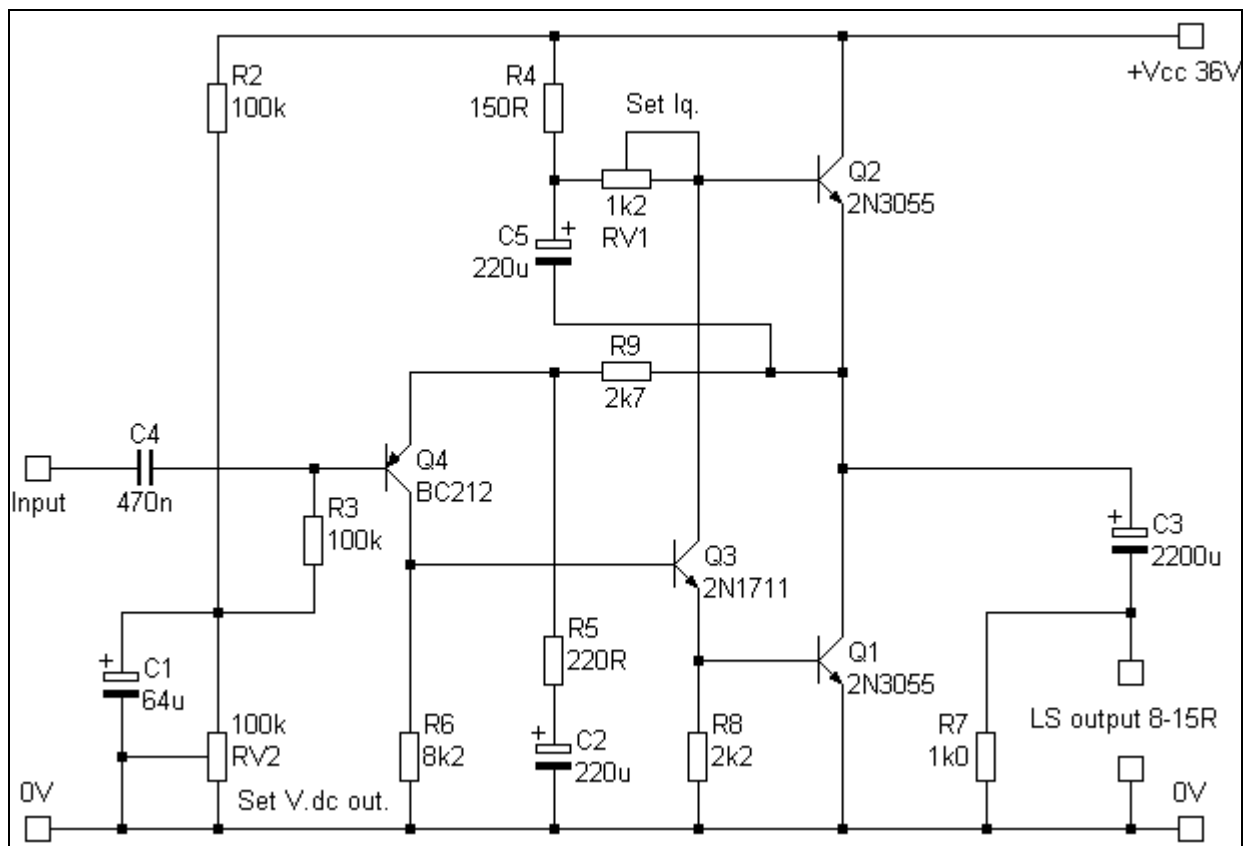 R2
100k
R4
150R
Set Iq.
+Vcc 36V
Q2
2N3055
1k2
RV1
C5
+
220u
R9
2k7
C4
470n
Input
Q4
BC212
R3
100k
Q3
2N1711
+
C3
2200u
+
C1
64u
R5
220R
Q1
2N3055
100k
RV2
R6
8k2
+
C2
220u
R8
2k2
R7
1k0
LS output 8-15R
0V
Set V.dc out.
0V